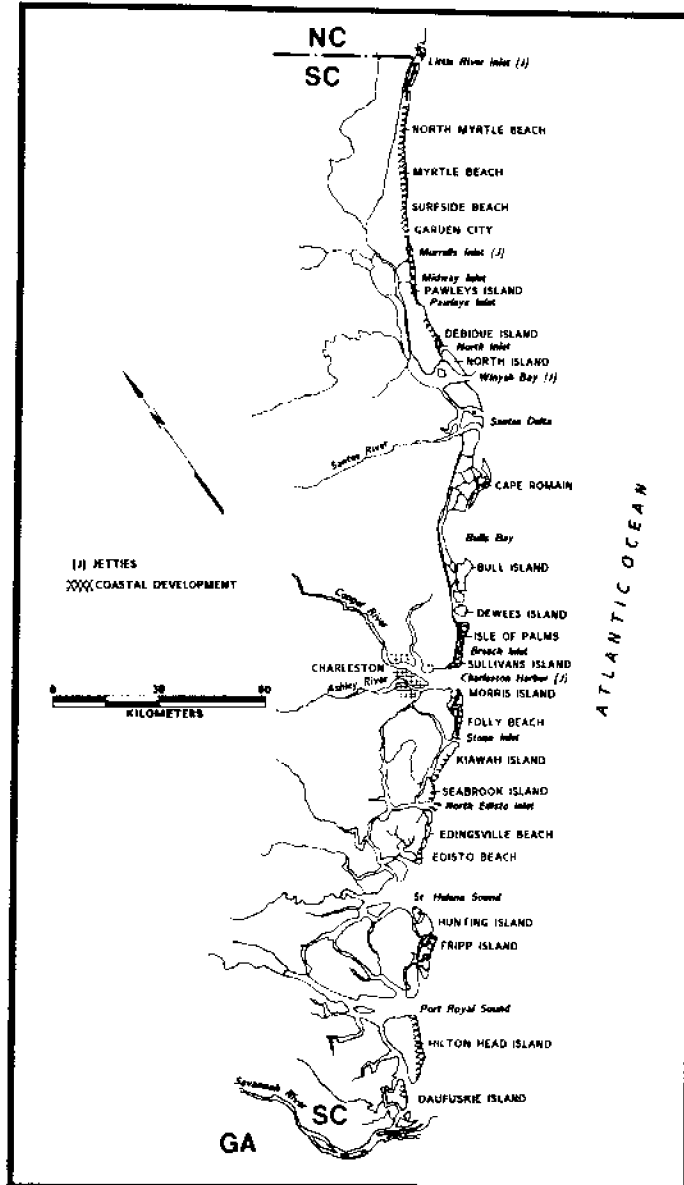 NC
SC
Little River Inlet (J)
NORTH MYRTLE BEACH
MYRTLE BEACH
SURFSIDE BEACH
GARDEN CITY
Murrells Inlet (J)
Midway Inlet
PAWLEYS ISLAND
Pawleys Inlet
DEBIDUE ISLAND
North Inlet
NORTH ISLAND
Winyah Bay (J)
Santee Delta
Santee River
CAPE ROMAIN
Bulls Bay
BULL ISLAND
DEWEES ISLAND
ISLE OF PALMS
Breach Inlet
SULLIVANS ISLAND
Charleston Harbor (J)
MORRIS ISLAND
FOLLY BEACH
Stono Inlet
KIAWAH ISLAND
SEABROOK ISLAND
North Edisto Inlet
EDINGSVILLE BEACH
EDISTO BEACH
St Helena Sound
HUNTING ISLAND
FRIPP ISLAND
Port Royal Sound
HILTON HEAD ISLAND
DAUFUSKIE ISLAND
Cooper River
CHARLESTON
Ashley River
(J) JETTIES
COASTAL DEVELOPMENT
0 30 60
KILOMETERS
ATLANTIC OCEAN
Savannah River
SC
GA